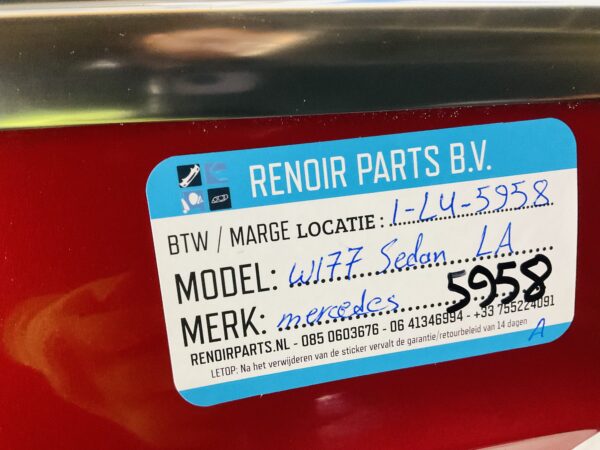 RENOIR PARTS B.V.
BTW / MARGE LOCATIE: 1-L4-5958
MODEL: W177 Sedan LA
MERK: mercedes 5958
RENOIRPARTS.NL - 085 0603676 - 06 41346994 - +33 755224091
LETOP: Na het verwijderen van de sticker vervalt de garantie/retourbeleid van 14 dagen
A